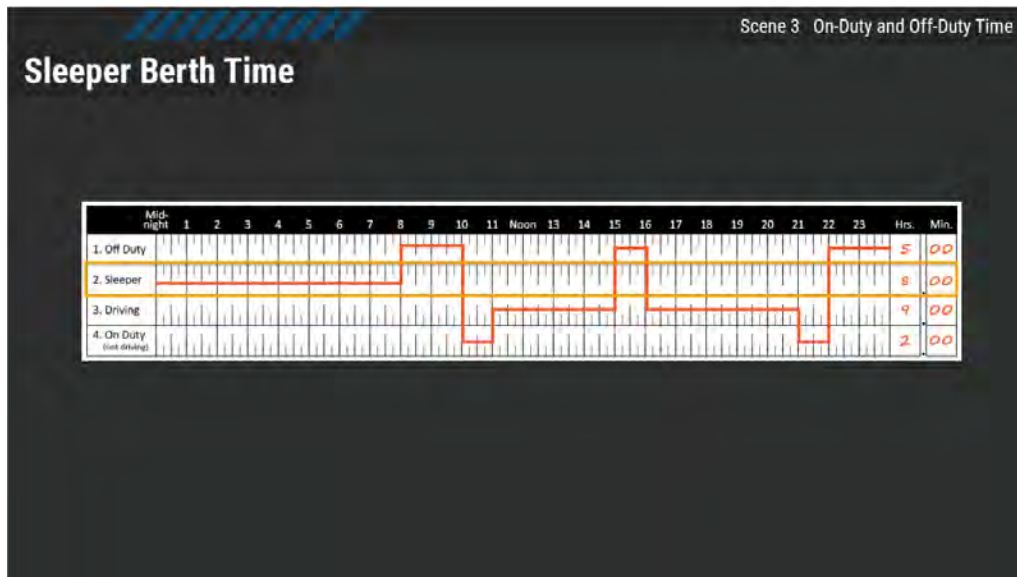 Scene 3 On-Duty and Off-Duty Time
Sleeper Berth Time
Mid-
night 1 2 3 4 5 6 7 8 9 10 11 Noon 13 14 15 16 17 18 19 20 21 22 23 Hrs. Min.
1. Off Duty 5 00
2. Sleeper 8 00
3. Driving 9 00
4. On Duty 2 00
(not driving)